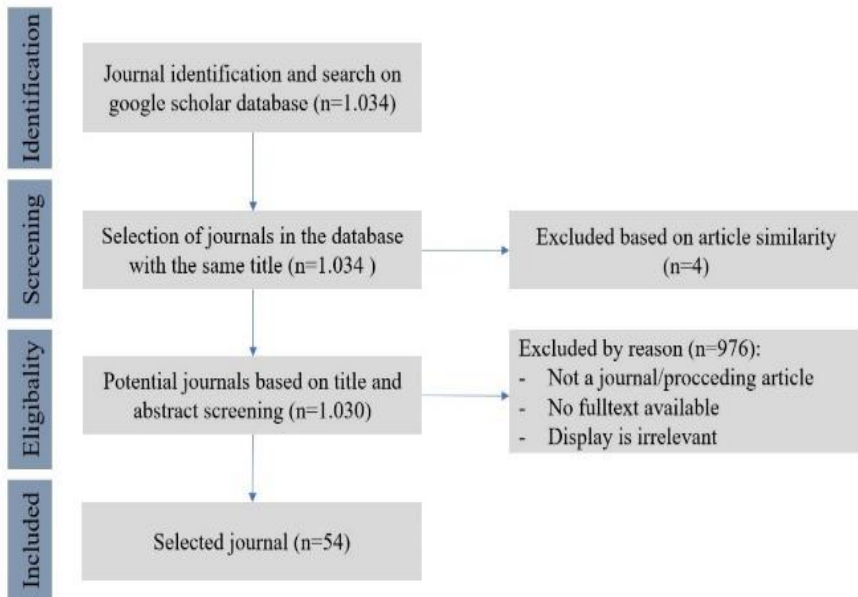 Identification
Journal identification and search on
google scholar database (n=1.034)
Screening
Selection of journals in the database
with the same title (n=1.034 )
Excluded based on article similarity
(n=4)
Eligibality
Potential journals based on title and
abstract screening (n=1.030)
Excluded by reason (n=976):
- Not a journal/procceding article
- No fulltext available
- Display is irrelevant
Included
Selected journal (n=54)